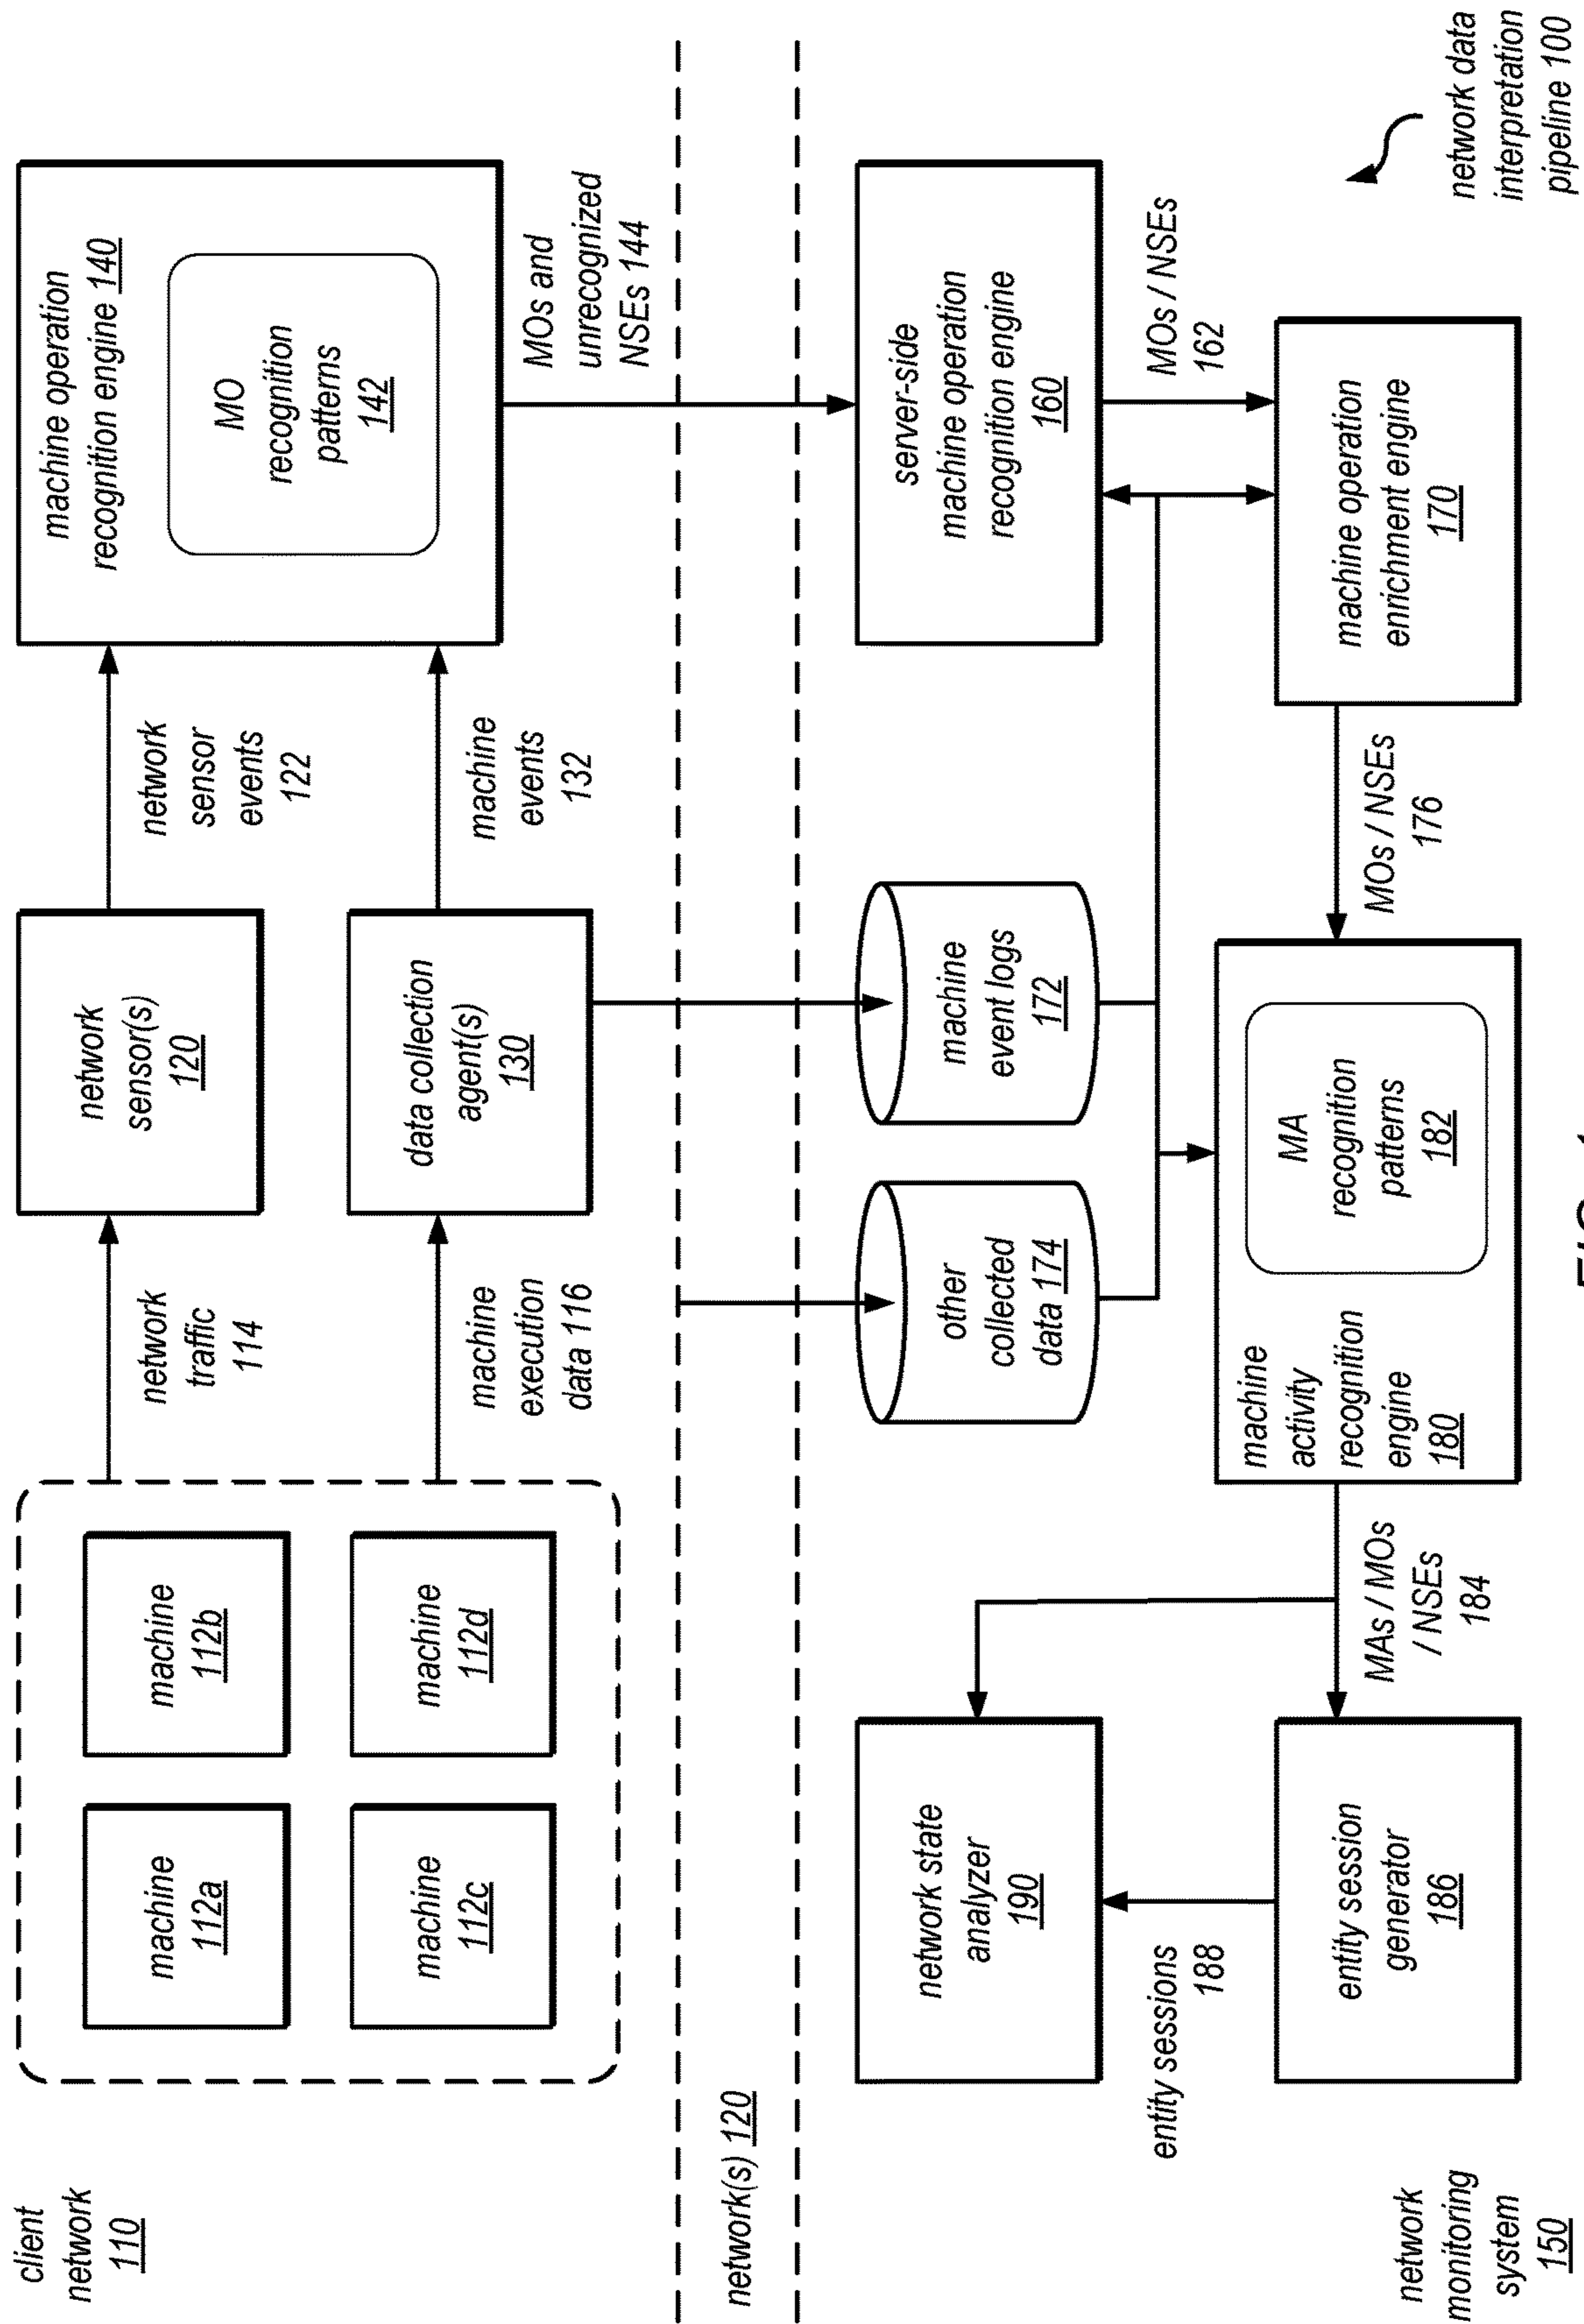 client
network
110
machine
112a
machine
112b
machine
112c
machine
112d
network
traffic
114
machine
execution
data 116
network
sensor(s)
120
data collection
agent(s)
130
network
sensor
events
122
machine
events
132
machine operation
recognition engine 140
MO
recognition
patterns
142
MOs and
unrecognized
NSEs 144
network(s) 120
network
monitoring
system
150
network state
analyzer
190
entity sessions
188
entity session
generator
186
MAs / MOs
/ NSEs
184
other
collected
data 174
machine
event logs
172
machine
activity
recognition
engine
180
MA
recognition
patterns
182
MOs / NSEs
176
server-side
machine operation
recognition engine
160
MOs / NSEs
162
machine operation
enrichment engine
170
network data
interpretation
pipeline 100